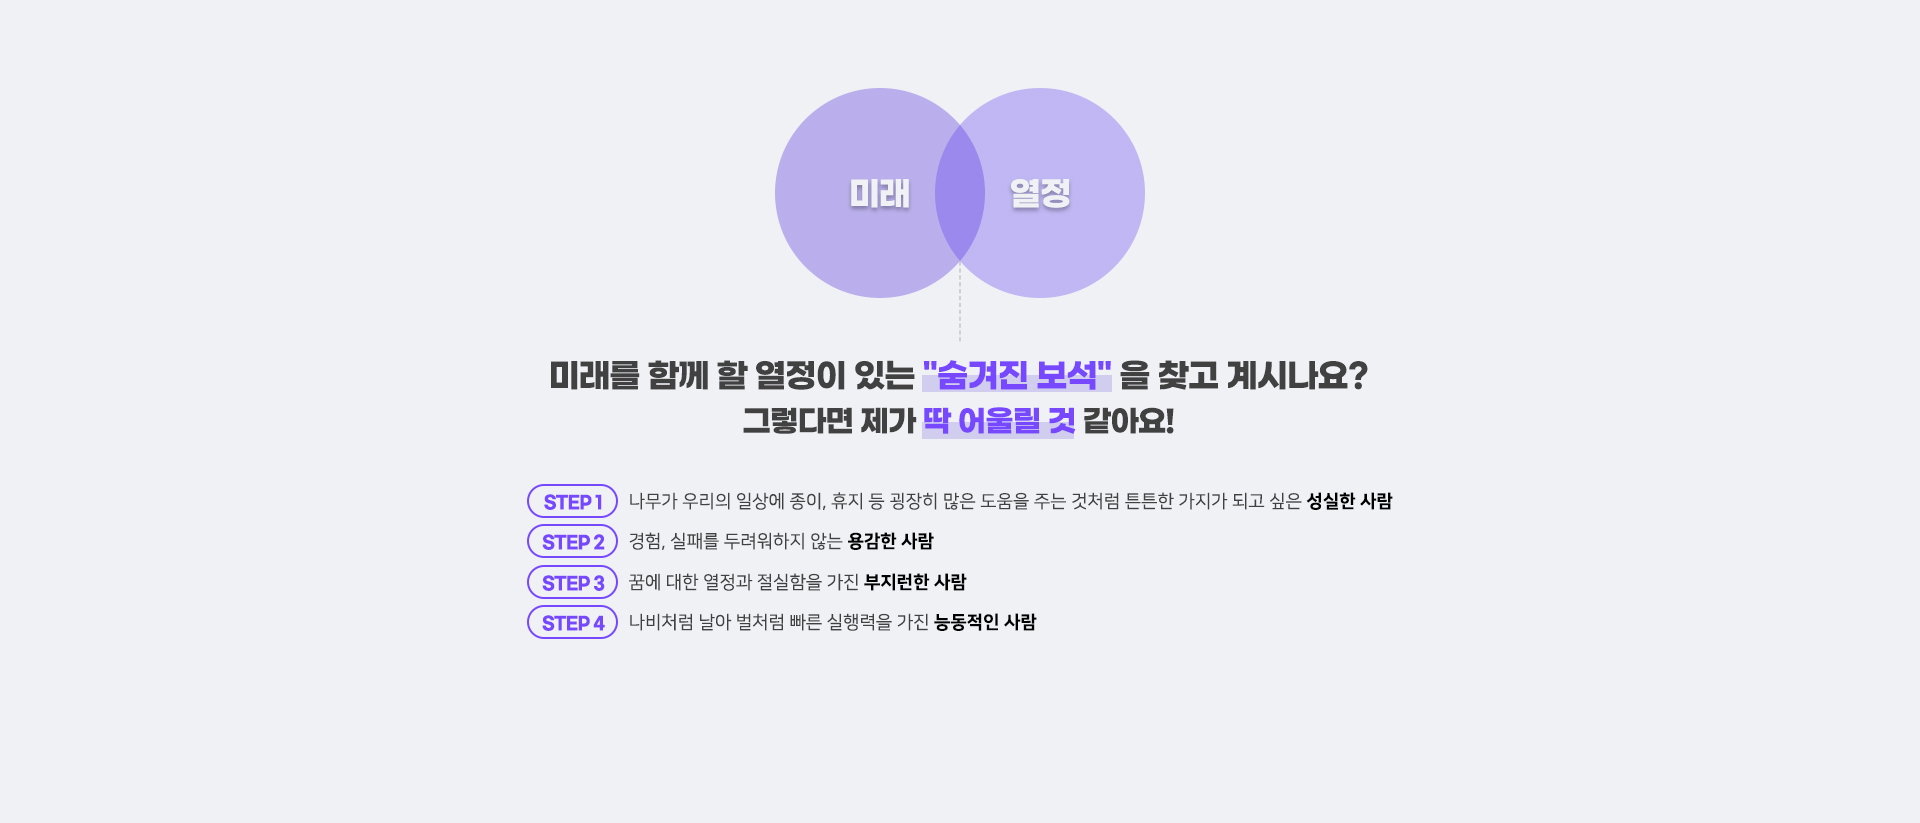 미래 열정
미래를 함께 할 열정이 있는 "숨겨진 보석" 을 찾고 계시나요?
그렇다면 제가 딱 어울릴 것 같아요!
STEP 1 나무가 우리의 일상에 종이, 휴지 등 굉장히 많은 도움을 주는 것처럼 튼튼한 가지가 되고 싶은 성실한 사람
STEP 2 경험, 실패를 두려워하지 않는 용감한 사람
STEP 3 꿈에 대한 열정과 절실함을 가진 부지런한 사람
STEP 4 나비처럼 날아 벌처럼 빠른 실행력을 가진 능동적인 사람